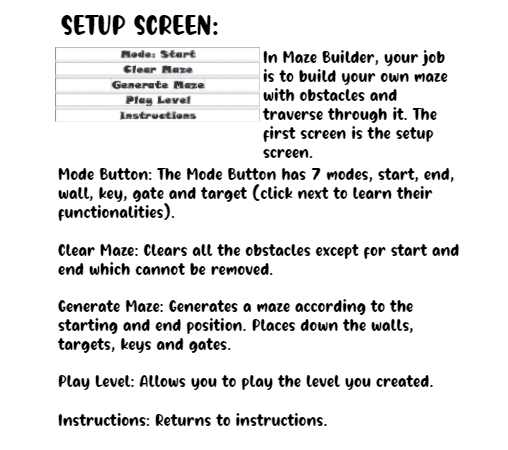 SETUP SCREEN:
Mode: Start
Clear Maze
Generate Maze
Play Level
Instructions
In Maze Builder, your job
is to build your own maze
with obstacles and
traverse through it. The
first screen is the setup
screen.
Mode Button: The Mode Button has 7 modes, start, end,
wall, key, gate and target (click next to learn their
functionalities).
Clear Maze: Clears all the obstacles except for start and
end which cannot be removed.
Generate Maze: Generates a maze according to the
starting and end position. Places down the walls,
targets, keys and gates.
Play Level: Allows you to play the level you created.
Instructions: Returns to instructions.